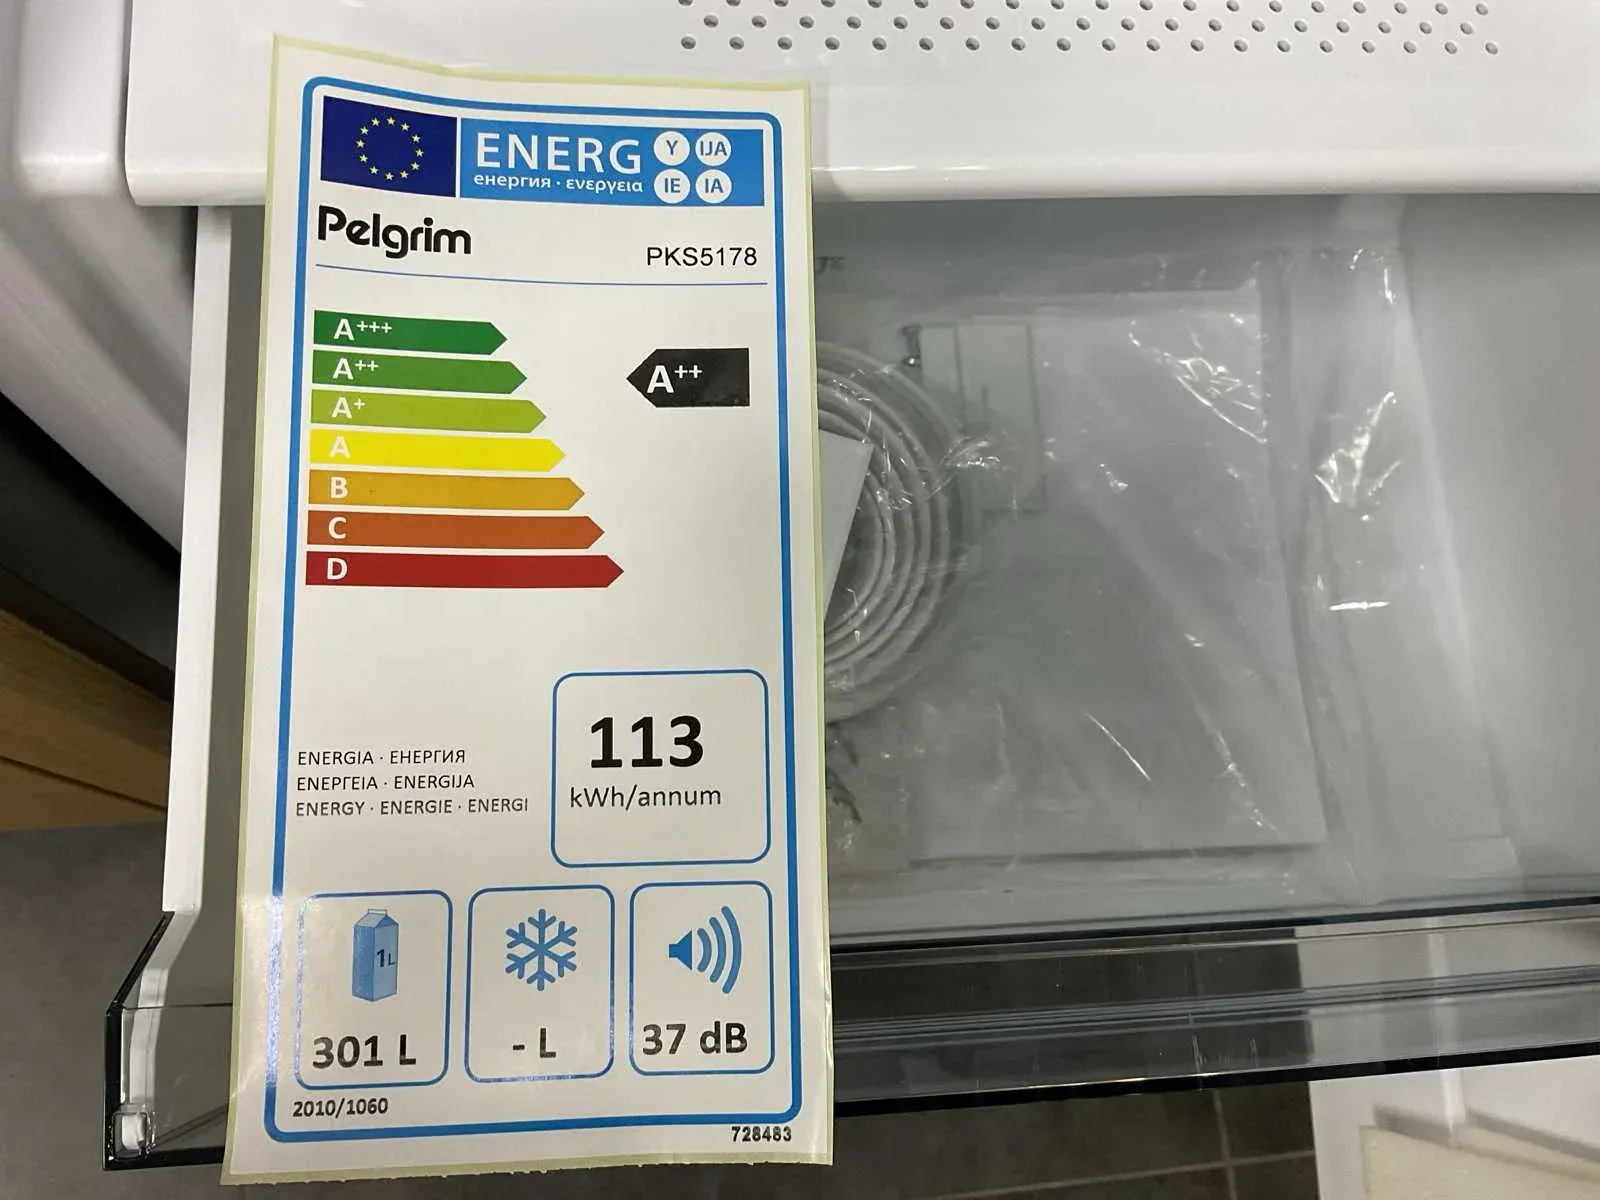 ENERG
енергия · ενεργεια
Y
IJA
IE
IA
Pelgrim
PKS5178
A+++
A++
A+
A
B
C
D
A++
113
kWh/annum
ENERGIA · ЕНЕРГИЯ
ΕΝΕΡΓΕΙΑ · ENERGIJA
ENERGY · ENERGIE · ENERGI
1L
301 L
- L
37 dB
2010/1060
728483